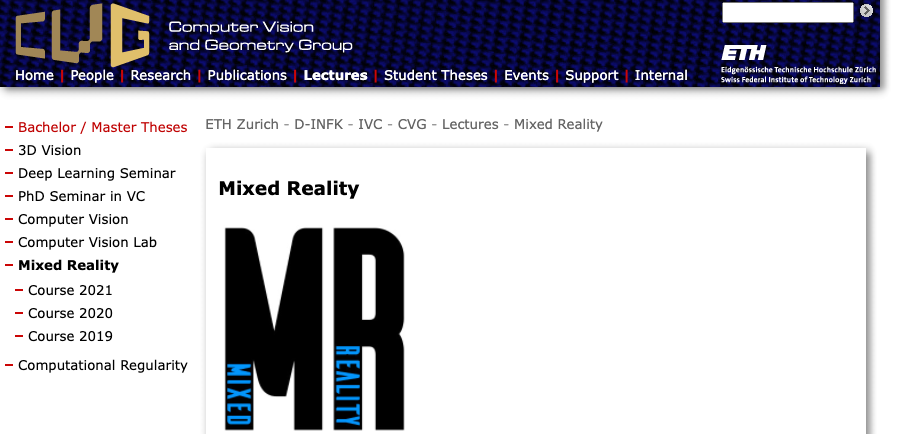 CVG
Computer Vision
and Geometry Group
ETH
Eidgenössische Technische Hochschule Zürich
Swiss Federal Institute of Technology Zurich
Home | People | Research | Publications | Lectures | Student Theses | Events | Support | Internal
Bachelor / Master Theses
3D Vision
Deep Learning Seminar
PhD Seminar in VC
Computer Vision
Computer Vision Lab
Mixed Reality
Course 2021
Course 2020
Course 2019
Computational Regularity
ETH Zurich - D-INFK - IVC - CVG - Lectures - Mixed Reality
Mixed Reality
MR
MIXED
REALITY